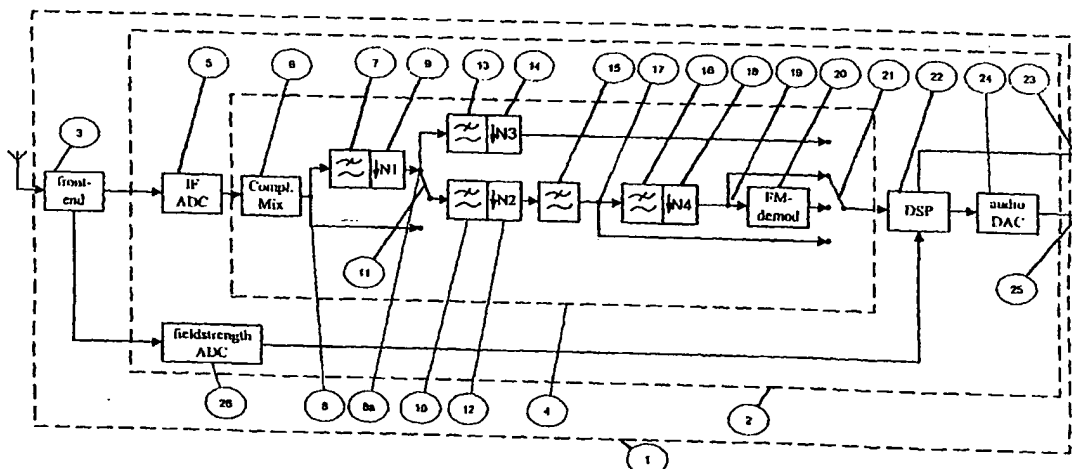 5
6
7
9
13
14
15
17
16
18
19
20
21
22
24
23
3
front-
end
IF
ADC
Compl.
Mix
↓N1
↓N3
↓N2
↓N4
FM-
demod
DSP
audio
DAC
11
25
fieldstrength
ADC
26
8
8a
10
12
4
2
1